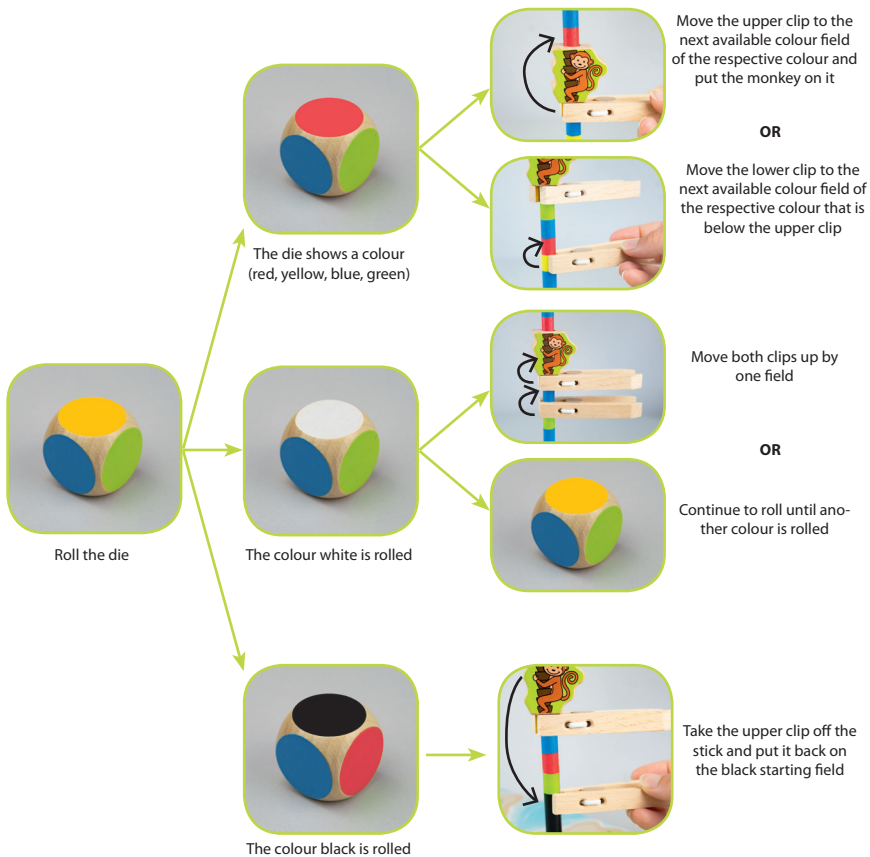 Move the upper clip to the
next available colour field
of the respective colour and
put the monkey on it
OR
Move the lower clip to the
next available colour field of
the respective colour that is
below the upper clip
The die shows a colour
(red, yellow, blue, green)
Move both clips up by
one field
OR
Continue to roll until ano-
ther colour is rolled
Roll the die
The colour white is rolled
Take the upper clip off the
stick and put it back on
the black starting field
The colour black is rolled